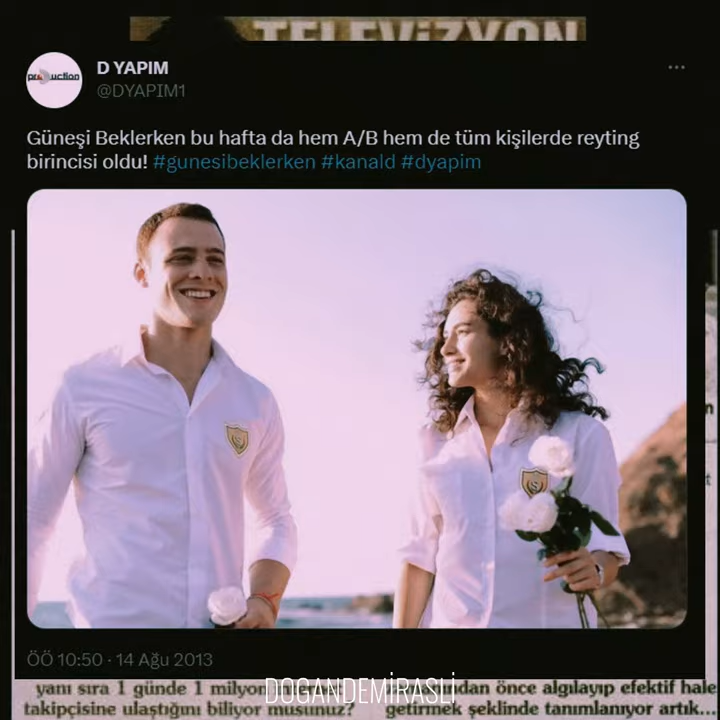 TELEVİZYON
production
D YAPIM
@DYAPIM1
Güneşi Beklerken bu hafta da hem A/B hem de tüm kişilerde reyting
birincisi oldu! #gunesibeklerken #kanald #dyapim
ÖÖ 10:50 · 14 Ağu 2013
yanı sıra 1 günde 1 milyon
takipçisine ulaştığını biliyor musunuz?
DOGANDEMİRASLİ
dan önce algılayıp efektif hale
getirmek şeklinde tanımlanıyor artık...